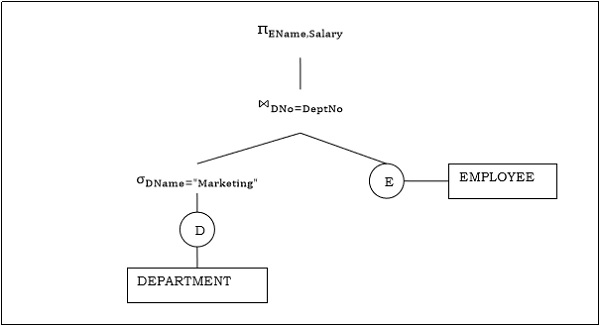 πEName,Salary
⋈DNo=DeptNo
σDName="Marketing"
E
EMPLOYEE
D
DEPARTMENT